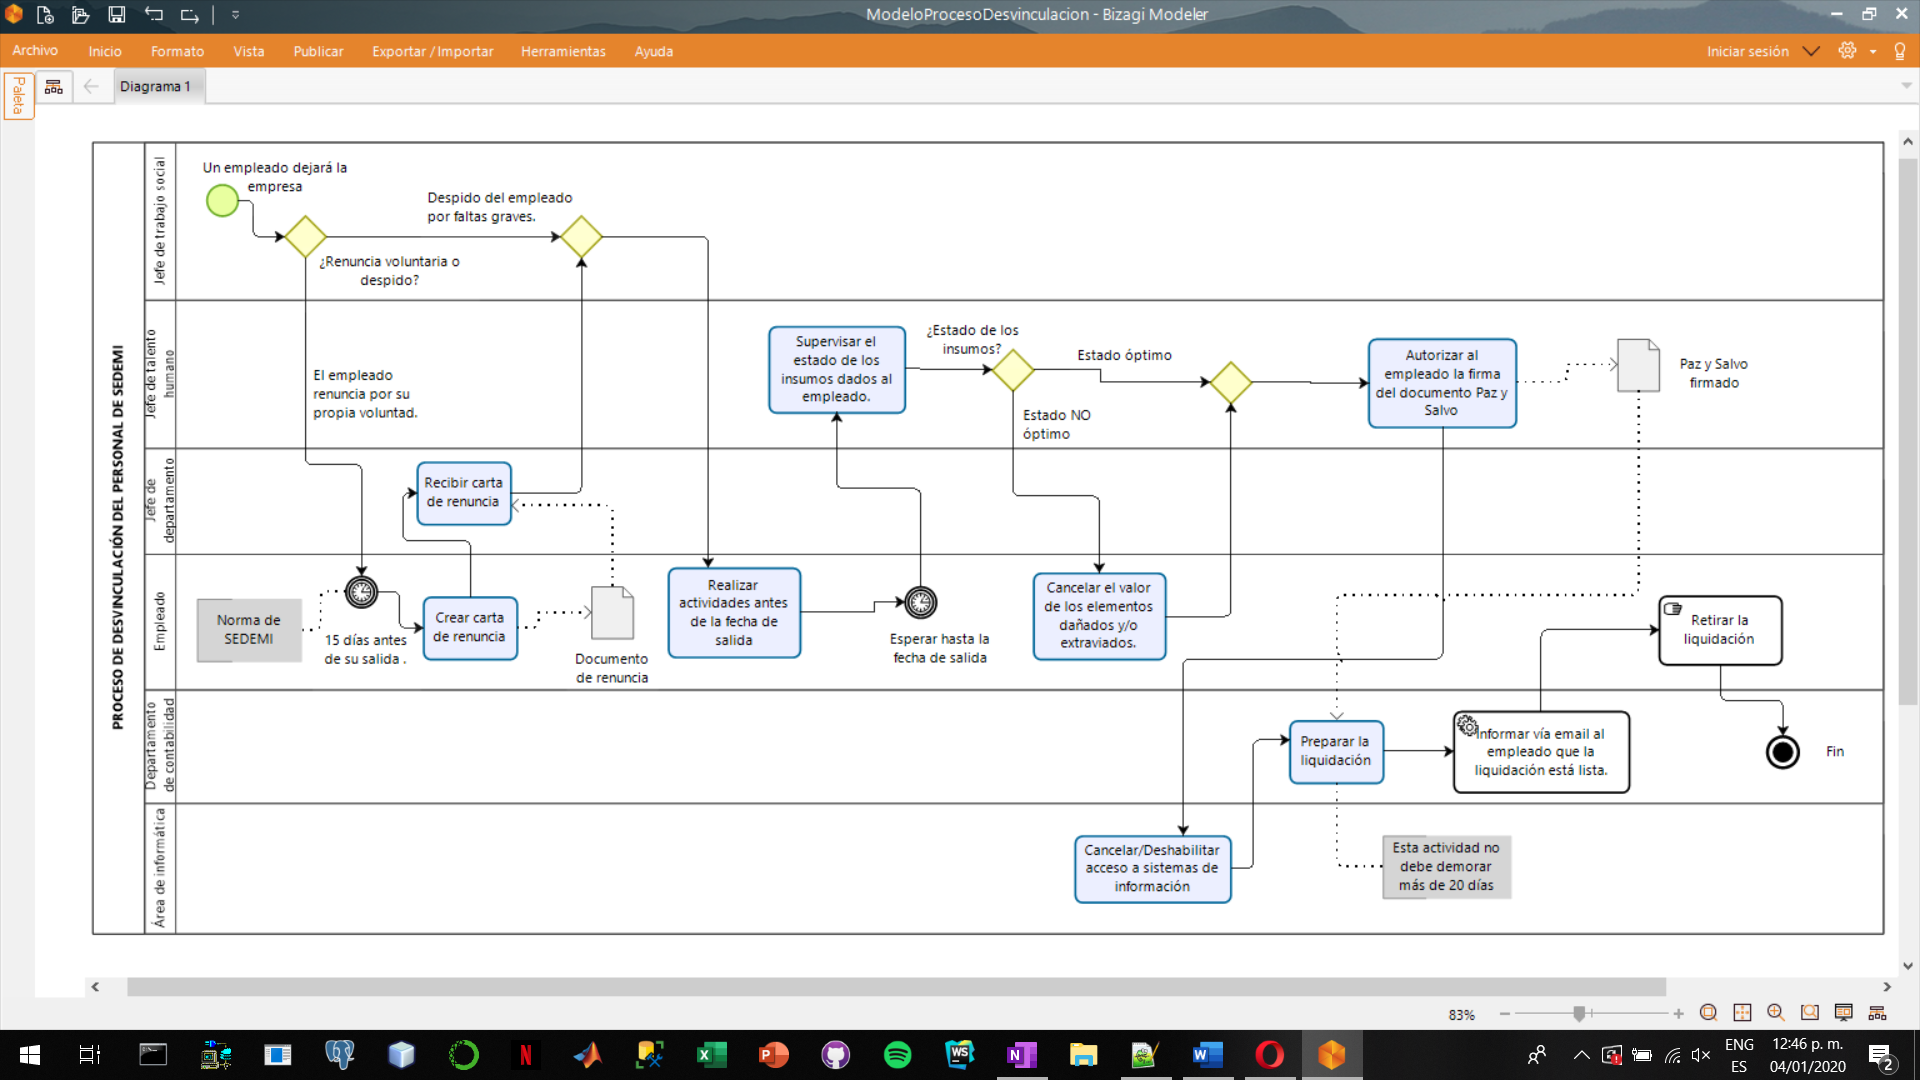 ModeloProcesoDesvinculacion - Bizagi Modeler
Archivo
Inicio
Formato
Vista
Publicar
Exportar / Importar
Herramientas
Ayuda
Iniciar sesión
Paleta
Diagrama 1
PROCESO DE DESVINCULACIÓN DEL PERSONAL DE SEDEMI
Jefe de trabajo social
Un empleado dejará la
empresa
¿Renuncia voluntaria o
despido?
Despido del empleado
por faltas graves.
Jefe de talento
humano
El empleado
renuncia por su
propia voluntad.
Supervisar el
estado de los
insumos dados al
empleado.
¿Estado de los
insumos?
Estado óptimo
Estado NO
óptimo
Autorizar al
empleado la firma
del documento Paz y
Salvo
Paz y Salvo
firmado
Jefe de
departamento
Recibir carta
de renuncia
Empleado
Norma de
SEDEMI
15 días antes
de su salida .
Crear carta
de renuncia
Documento
de renuncia
Realizar
actividades antes
de la fecha de
salida
Esperar hasta la
fecha de salida
Cancelar el valor
de los elementos
dañados y/o
extraviados.
Retirar la
liquidación
Departamento
de contabilidad
Preparar la
liquidación
Informar vía email al
empleado que la
liquidación está lista.
Fin
Área de informática
Cancelar/Deshabilitar
acceso a sistemas de
información
Esta actividad no
debe demorar
más de 20 días
83%
ENG
ES
12:46 p. m.
04/01/2020
2